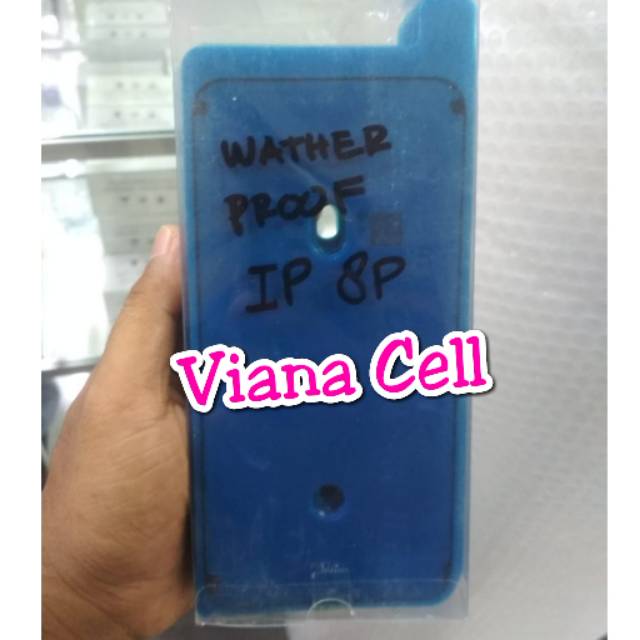 WATHER
PROOF
IP 8P
Viana Cell